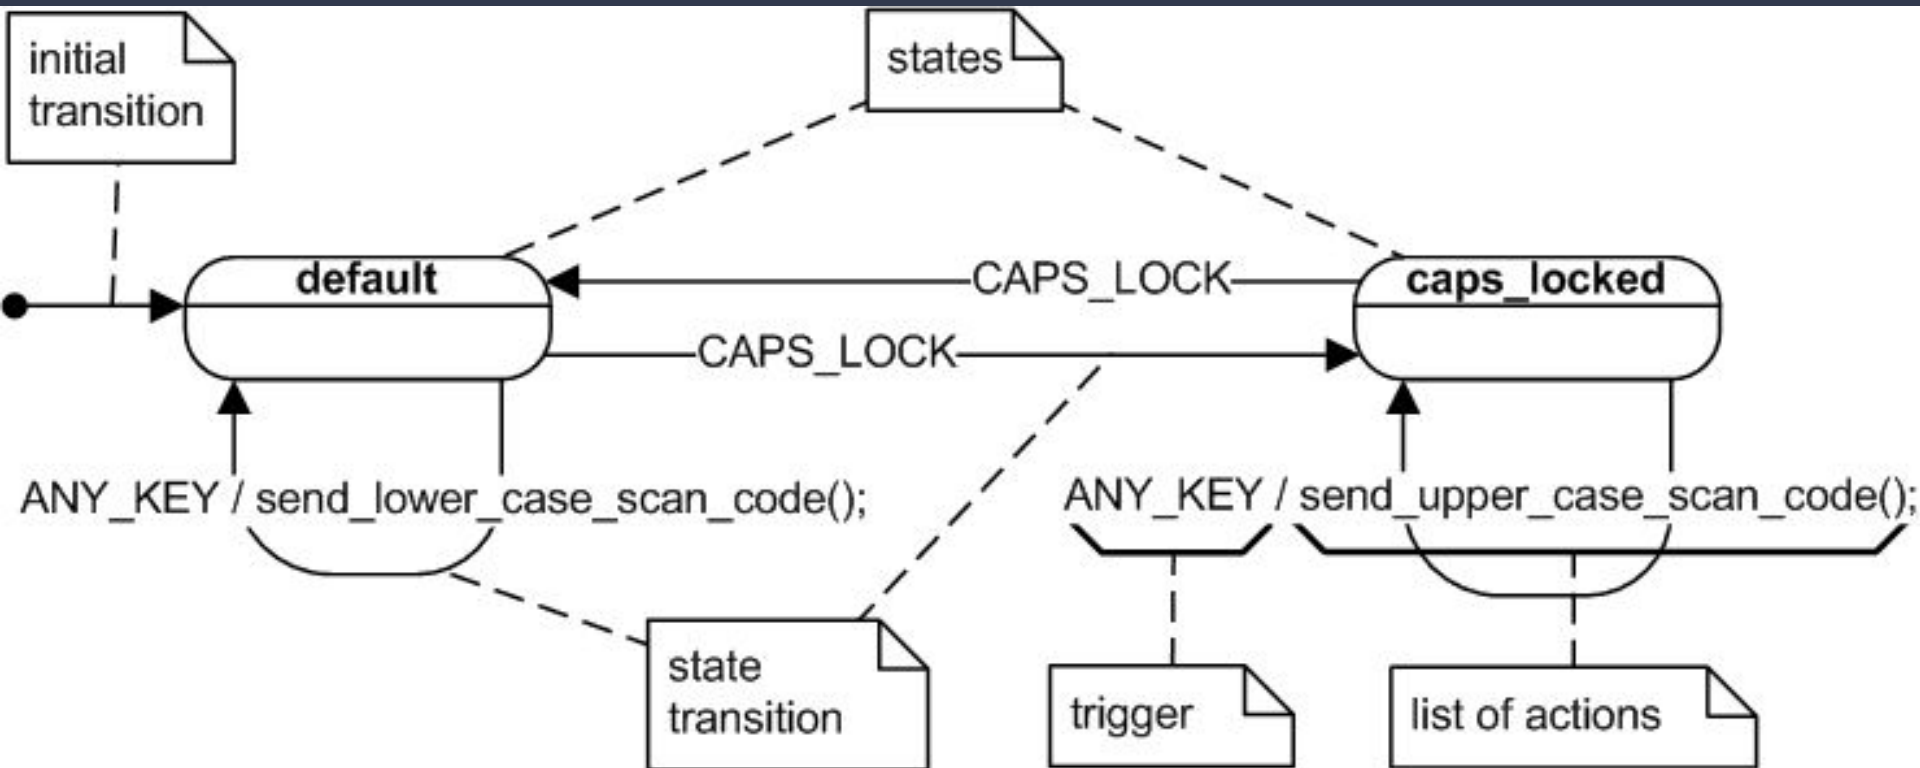 initial
transition
states
default
CAPS_LOCK
caps_locked
CAPS_LOCK
ANY_KEY / send_lower_case_scan_code();
ANY_KEY / send_upper_case_scan_code();
state
transition
trigger
list of actions